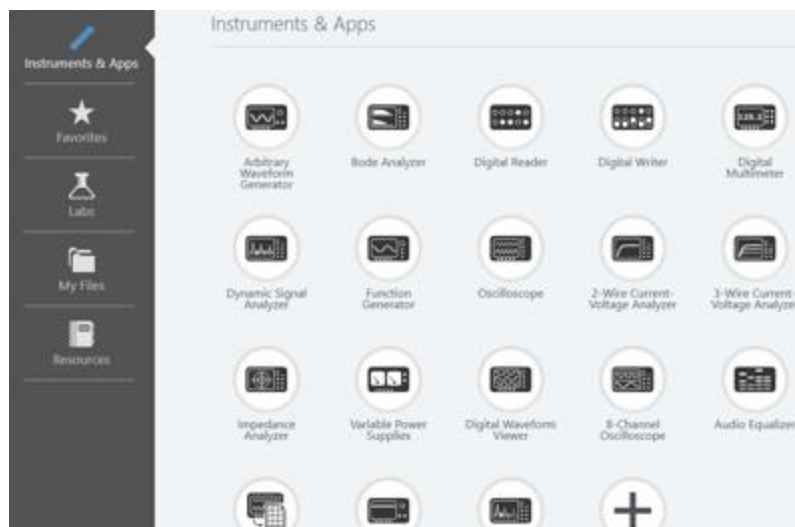 Instruments & Apps
Instruments & Apps
Favorites
Labs
My Files
Resources
Arbitrary
Waveform
Generator
Bode Analyzer
Digital Reader
Digital Writer
Digital
Multimeter
Dynamic Signal
Analyzer
Function
Generator
Oscilloscope
2-Wire Current-
Voltage Analyzer
3-Wire Current-
Voltage Analyzer
Impedance
Analyzer
Variable Power
Supplies
Digital Waveform
Viewer
8-Channel
Oscilloscope
Audio Equalizer